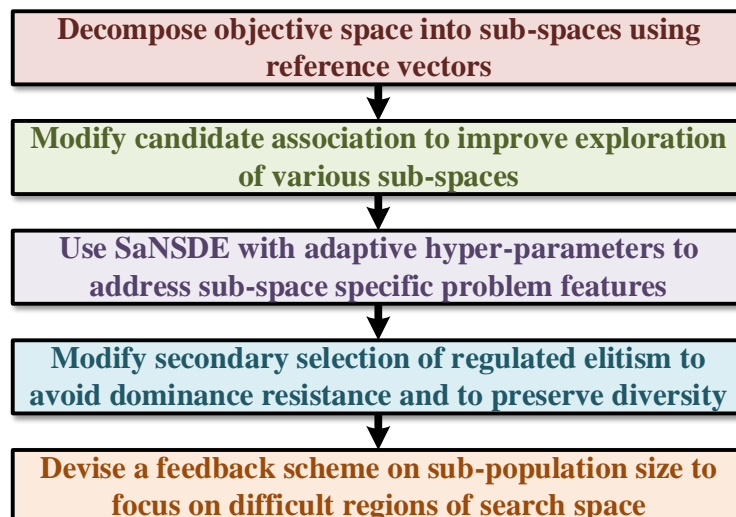 Decompose objective space into sub-spaces using
reference vectors
Modify candidate association to improve exploration
of various sub-spaces
Use SaNSDE with adaptive hyper-parameters to
address sub-space specific problem features
Modify secondary selection of regulated elitism to
avoid dominance resistance and to preserve diversity
Devise a feedback scheme on sub-population size to
focus on difficult regions of search space